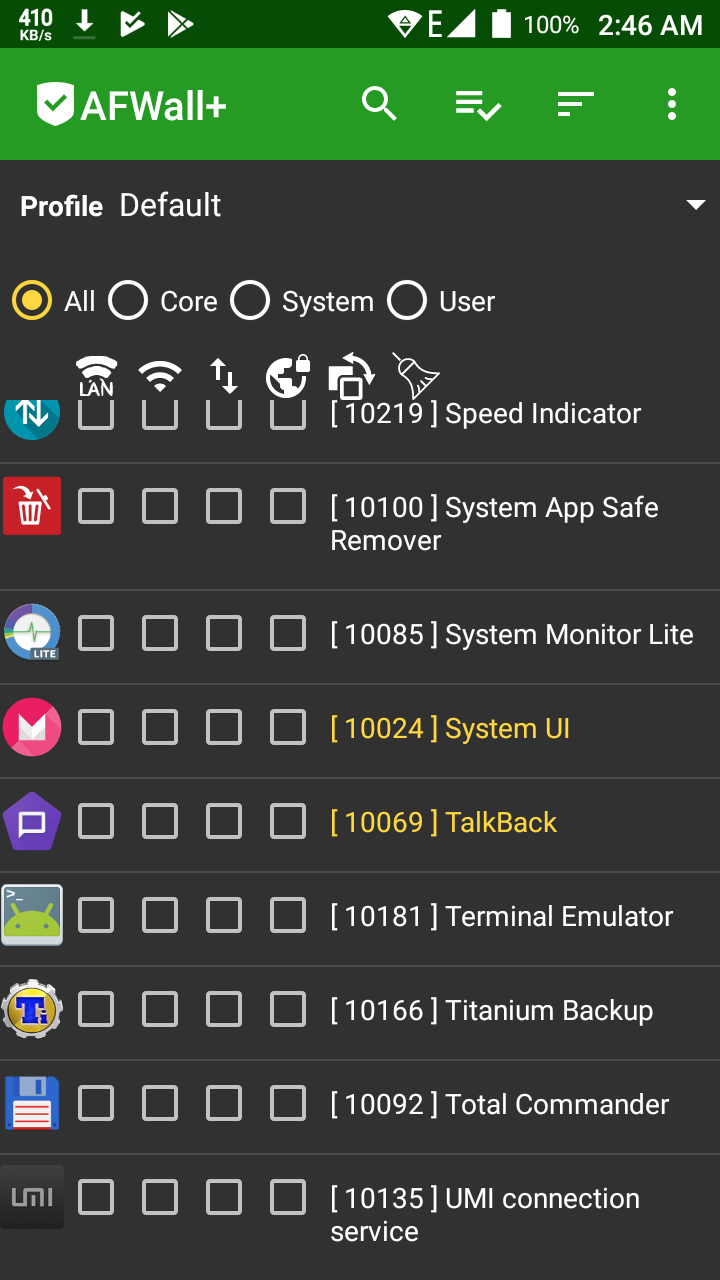 410
KB/s
E
100%
2:46 AM
AFWall+
Profile Default
All Core System User
LAN
[ 10219 ] Speed Indicator
[ 10100 ] System App Safe
Remover
LITE
[ 10085 ] System Monitor Lite
[ 10024 ] System UI
[ 10069 ] TalkBack
>_
[ 10181 ] Terminal Emulator
Ti
[ 10166 ] Titanium Backup
[ 10092 ] Total Commander
UMI
[ 10135 ] UMI connection
service